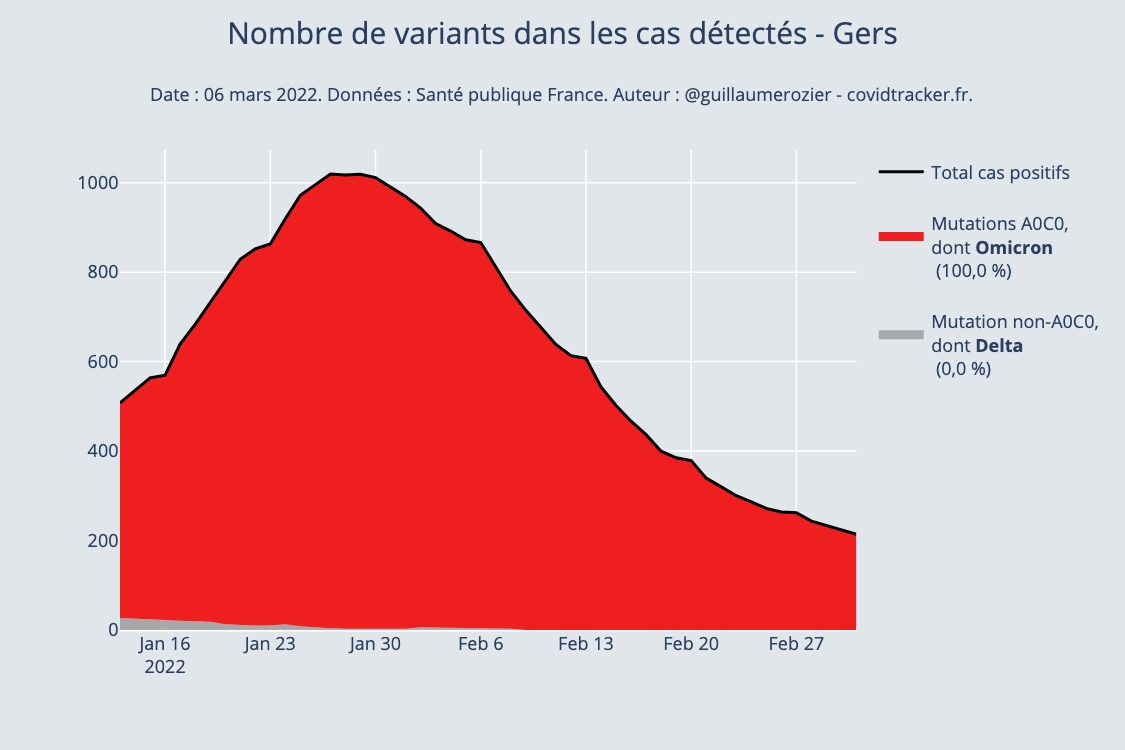 Nombre de variants dans les cas détectés - Gers
Date : 06 mars 2022. Données : Santé publique France. Auteur : @guillaumerozier - covidtracker.fr.
1000
800
600
400
200
0
Jan 16
2022
Jan 23
Jan 30
Feb 6
Feb 13
Feb 20
Feb 27
Total cas positifs
Mutations A0C0,
dont Omicron
(100,0 %)
Mutation non-A0C0,
dont Delta
(0,0 %)